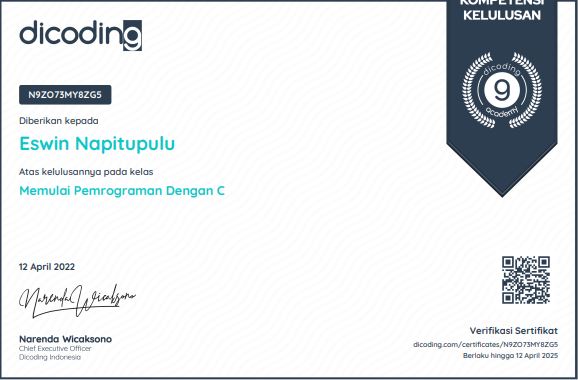 KOMPETENSI
KELULUSAN
dicoding
dicoding
9
academy
N9ZO73MY8ZG5
Diberikan kepada
Eswin Napitupulu
Atas kelulusannya pada kelas
Memulai Pemrograman Dengan C
12 April 2022
Narenda Wicaksono
Narenda Wicaksono
Chief Executive Officer
Dicoding Indonesia
Verifikasi Sertifikat
dicoding.com/certificates/N9ZO73MY8ZG5
Berlaku hingga 12 April 2025